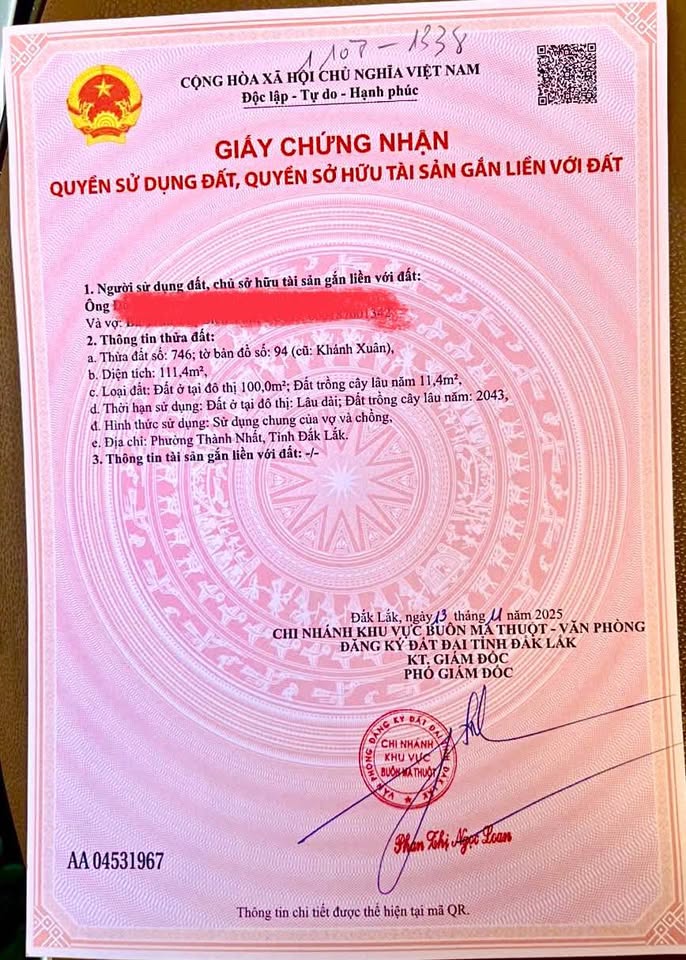 1107 - 1338
CỘNG HÒA XÃ HỘI CHỦ NGHĨA VIỆT NAM
Độc lập - Tự do - Hạnh phúc
GIẤY CHỨNG NHẬN
QUYỀN SỬ DỤNG ĐẤT, QUYỀN SỞ HỮU TÀI SẢN GẮN LIỀN VỚI ĐẤT
1. Người sử dụng đất, chủ sở hữu tài sản gắn liền với đất:
Ông
Và vợ:
2. Thông tin thửa đất:
a. Thửa đất số: 746; tờ bản đồ số: 94 (cũ: Khánh Xuân),
b. Diện tích: 111,4m²,
c. Loại đất: Đất ở tại đô thị 100,0m²; Đất trồng cây lâu năm 11,4m²,
d. Thời hạn sử dụng: Đất ở tại đô thị: Lâu dài; Đất trồng cây lâu năm: 2043,
đ. Hình thức sử dụng: Sử dụng chung của vợ và chồng,
e. Địa chỉ: Phường Thành Nhất, Tỉnh Đắk Lắk.
3. Thông tin tài sản gắn liền với đất: -/-
Đắk Lắk, ngày 13 tháng 11 năm 2025
CHI NHÁNH KHU VỰC BUÔN MA THUỘT - VĂN PHÒNG
ĐĂNG KÝ ĐẤT ĐAI TỈNH ĐẮK LẮK
KT. GIÁM ĐỐC
PHÓ GIÁM ĐỐC
VĂN PHÒNG ĐĂNG KÝ ĐẤT ĐAI TỈNH ĐẮK LẮK
CHI NHÁNH
KHU VỰC
BUÔN MA THUỘT
Phan Thị Ngọc Loan
AA 04531967
Thông tin chi tiết được thể hiện tại mã QR.